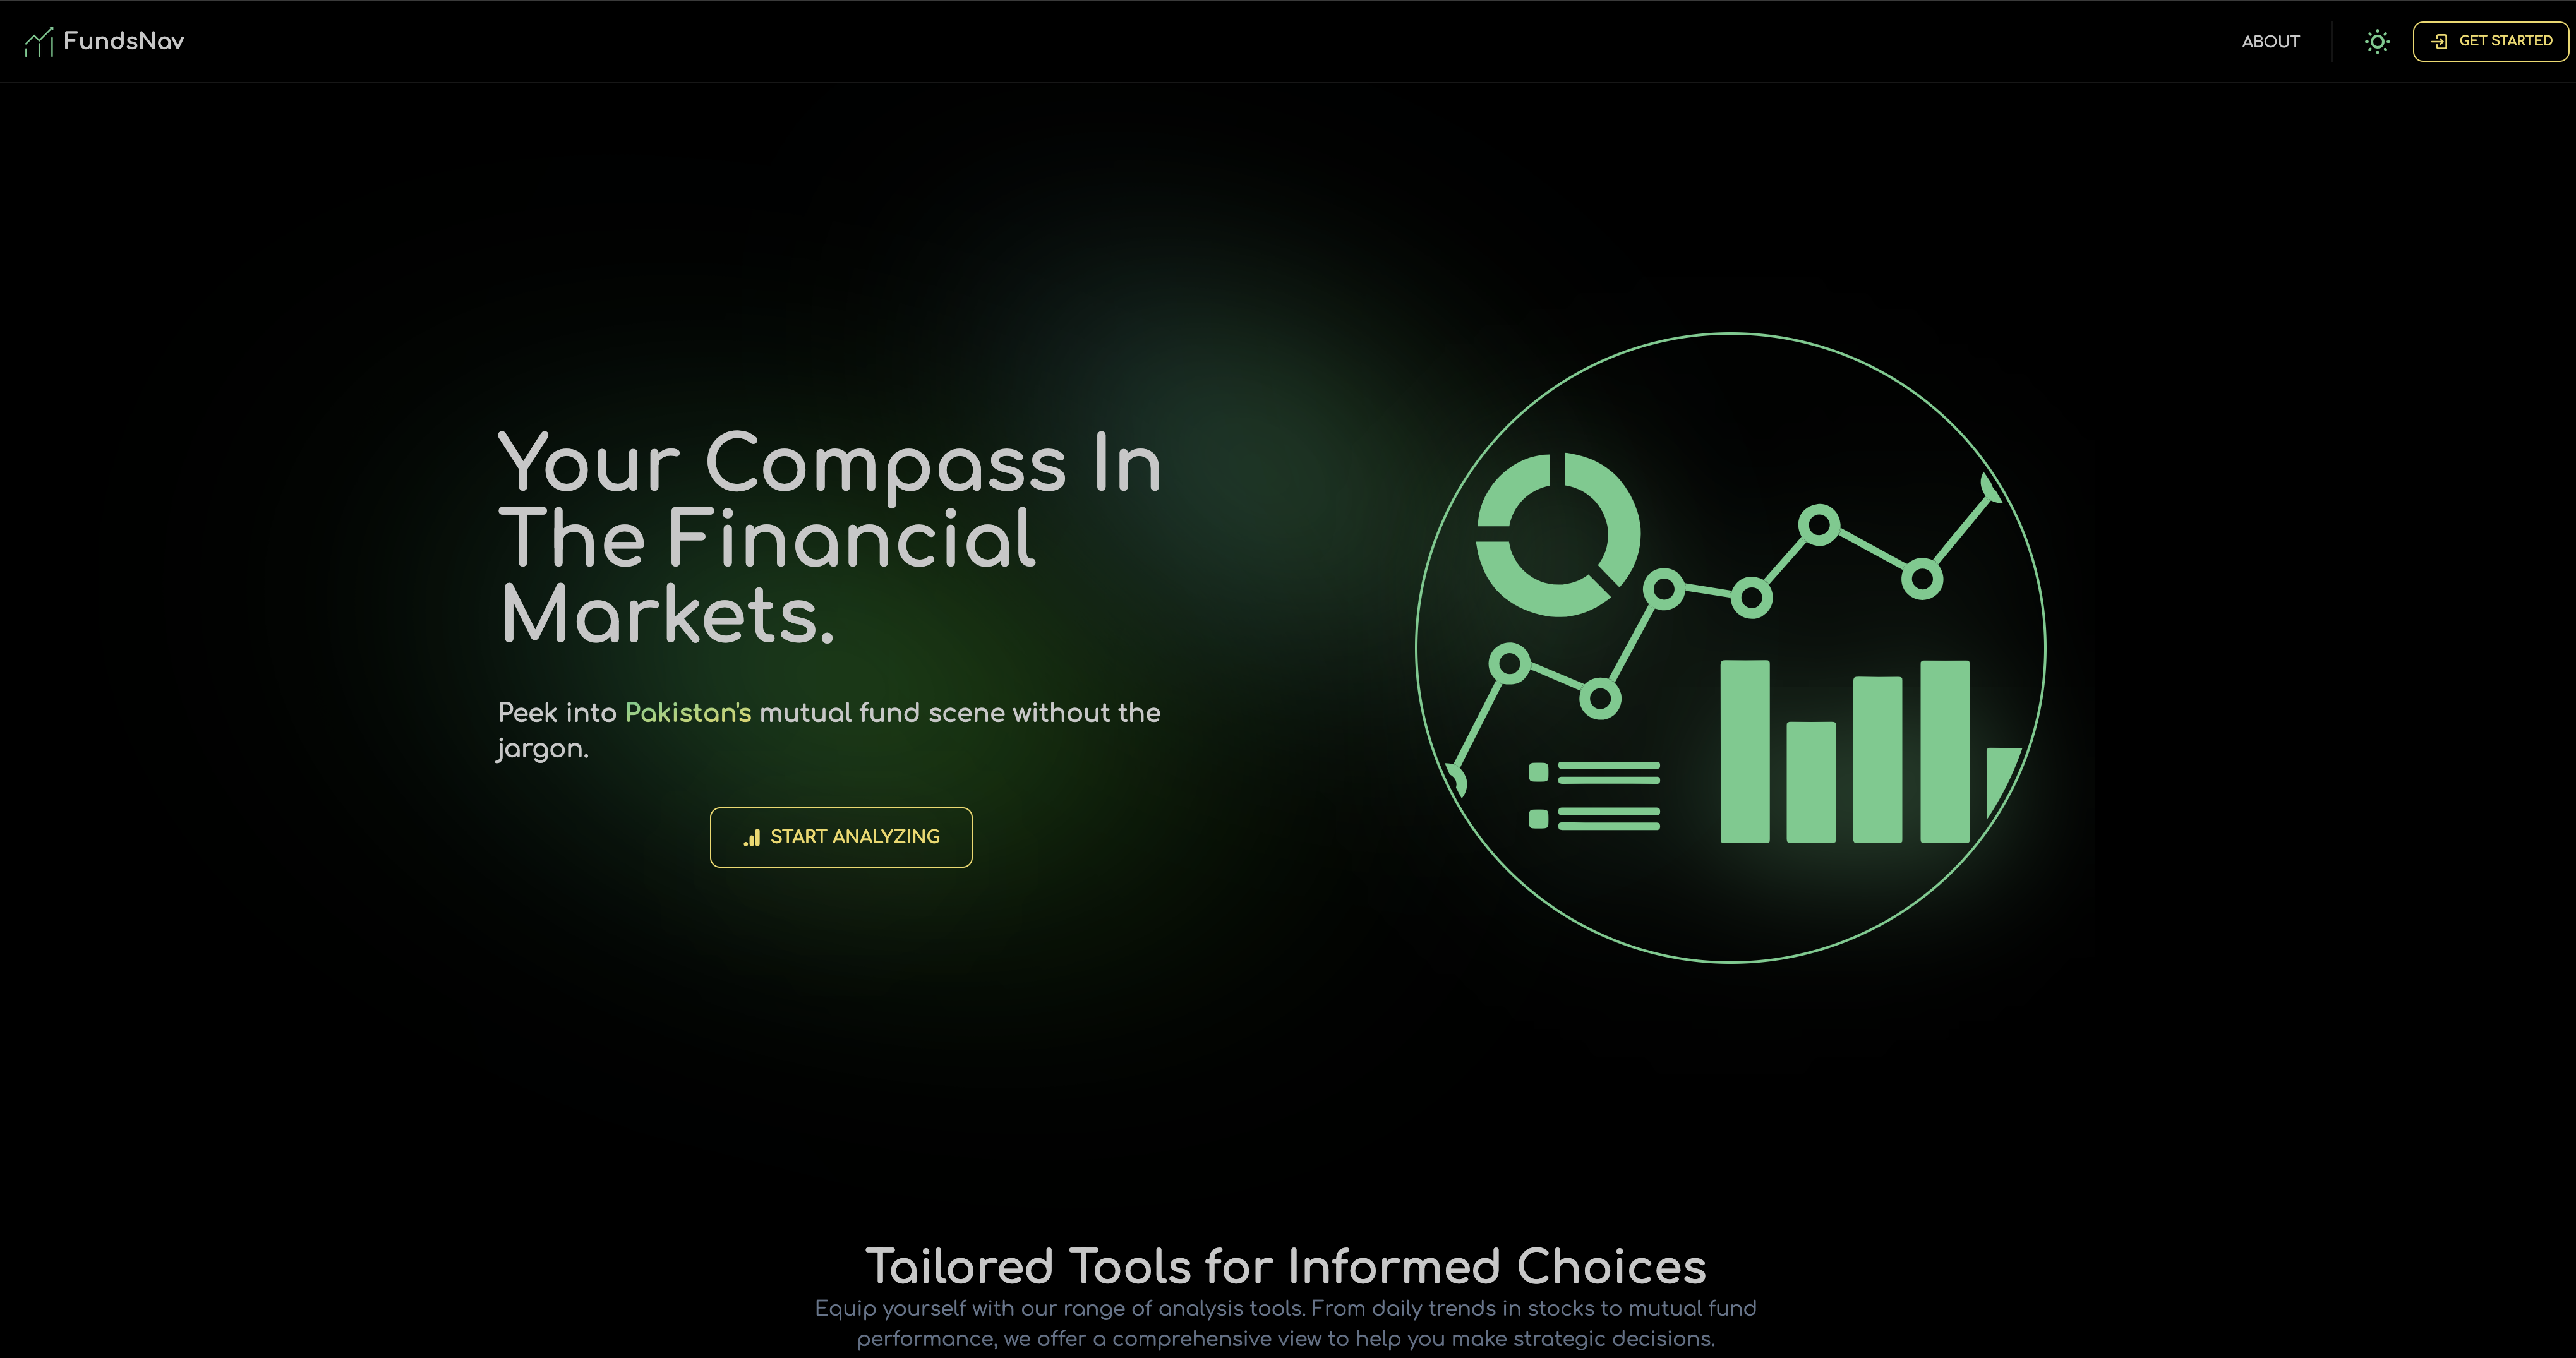 FundsNav
ABOUT
GET STARTED
Your Compass In
The Financial
Markets.
Peek into Pakistan's mutual fund scene without the
jargon.
START ANALYZING
Tailored Tools for Informed Choices
Equip yourself with our range of analysis tools. From daily trends in stocks to mutual fund
performance, we offer a comprehensive view to help you make strategic decisions.